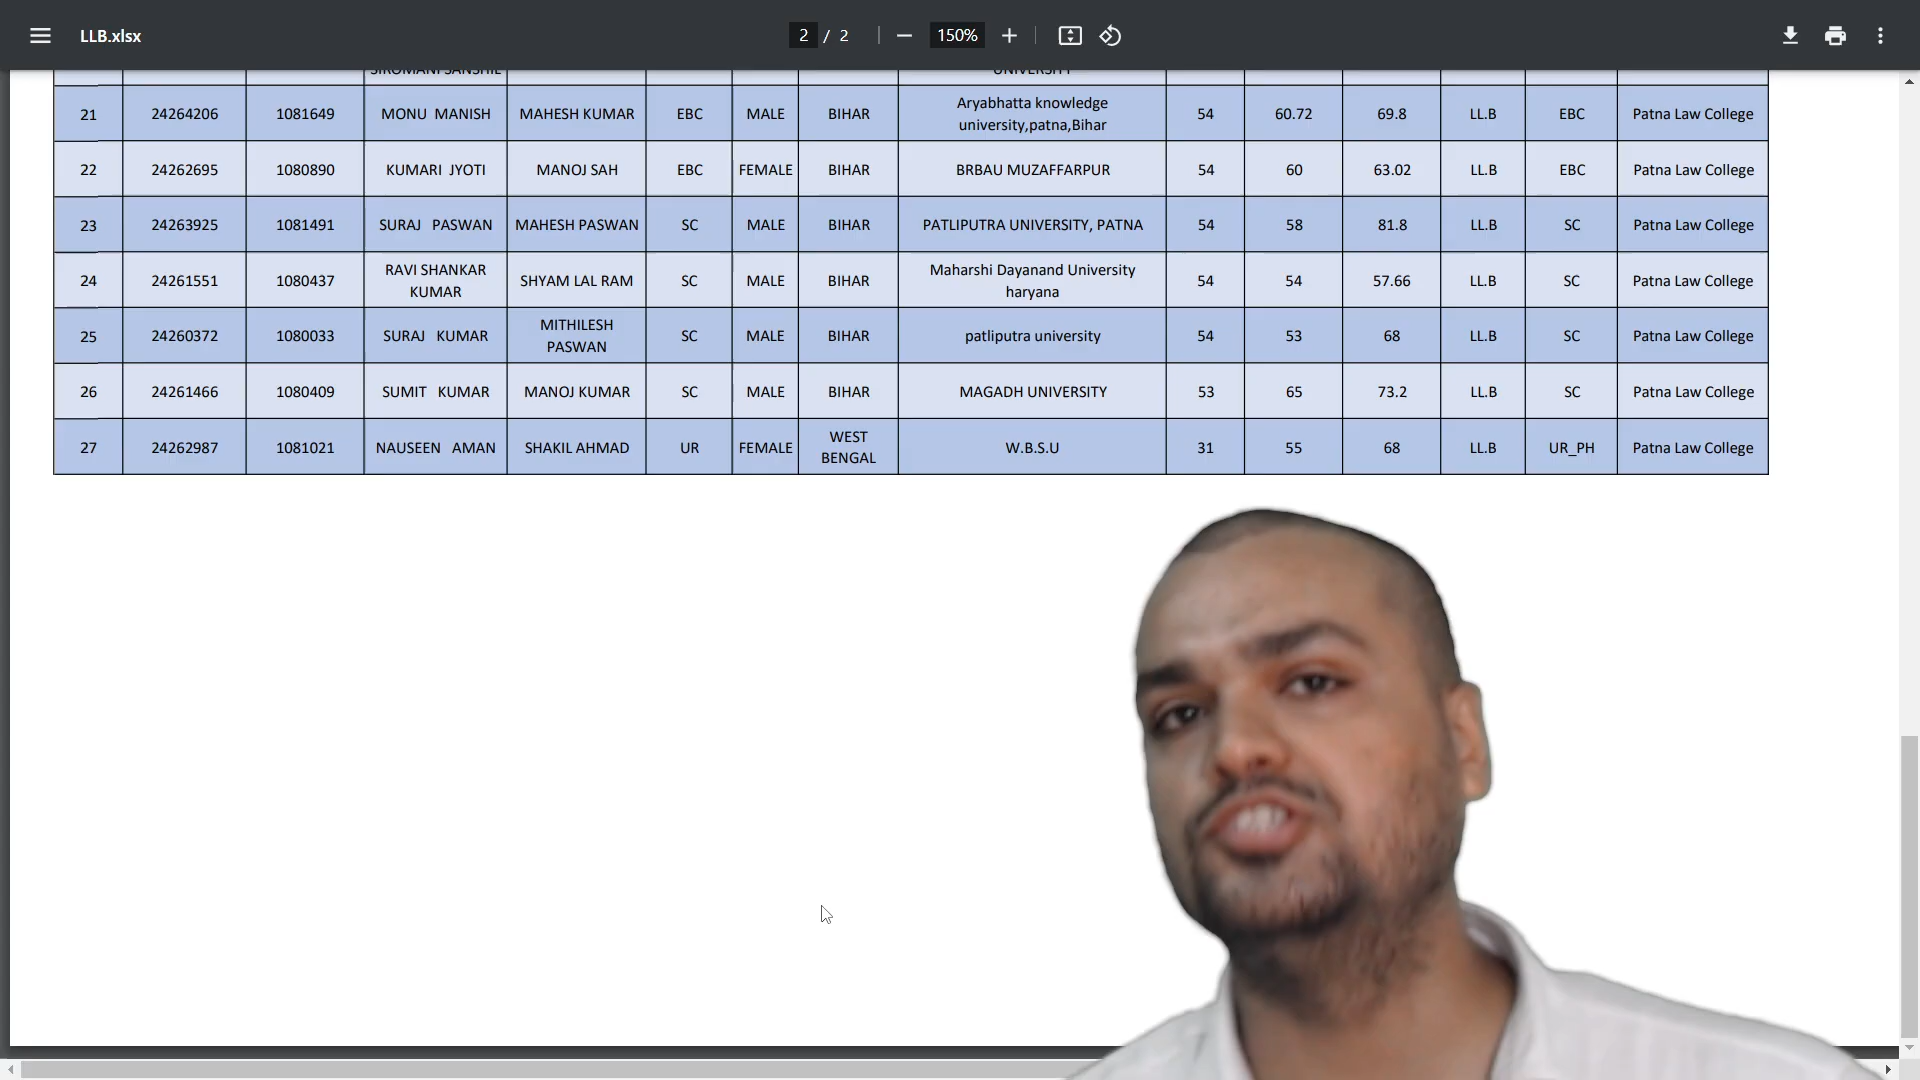 LLB.xlsx
2 / 2
150%
SIROMANI SANSHIL UNIVERSITY
21 24264206 1081649 MONU MANISH MAHESH KUMAR EBC MALE BIHAR Aryabhatta knowledge
university,patna,Bihar 54 60.72 69.8 LL.B EBC Patna Law College
22 24262695 1080890 KUMARI JYOTI MANOJ SAH EBC FEMALE BIHAR BRBAU MUZAFFARPUR 54 60 63.02 LL.B EBC Patna Law College
23 24263925 1081491 SURAJ PASWAN MAHESH PASWAN SC MALE BIHAR PATLIPUTRA UNIVERSITY, PATNA 54 58 81.8 LL.B SC Patna Law College
24 24261551 1080437 RAVI SHANKAR
KUMAR SHYAM LAL RAM SC MALE BIHAR Maharshi Dayanand University
haryana 54 54 57.66 LL.B SC Patna Law College
25 24260372 1080033 SURAJ KUMAR MITHILESH
PASWAN SC MALE BIHAR patliputra university 54 53 68 LL.B SC Patna Law College
26 24261466 1080409 SUMIT KUMAR MANOJ KUMAR SC MALE BIHAR MAGADH UNIVERSITY 53 65 73.2 LL.B SC Patna Law College
27 24262987 1081021 NAUSEEN AMAN SHAKIL AHMAD UR FEMALE WEST
BENGAL W.B.S.U 31 55 68 LL.B UR_PH Patna Law College